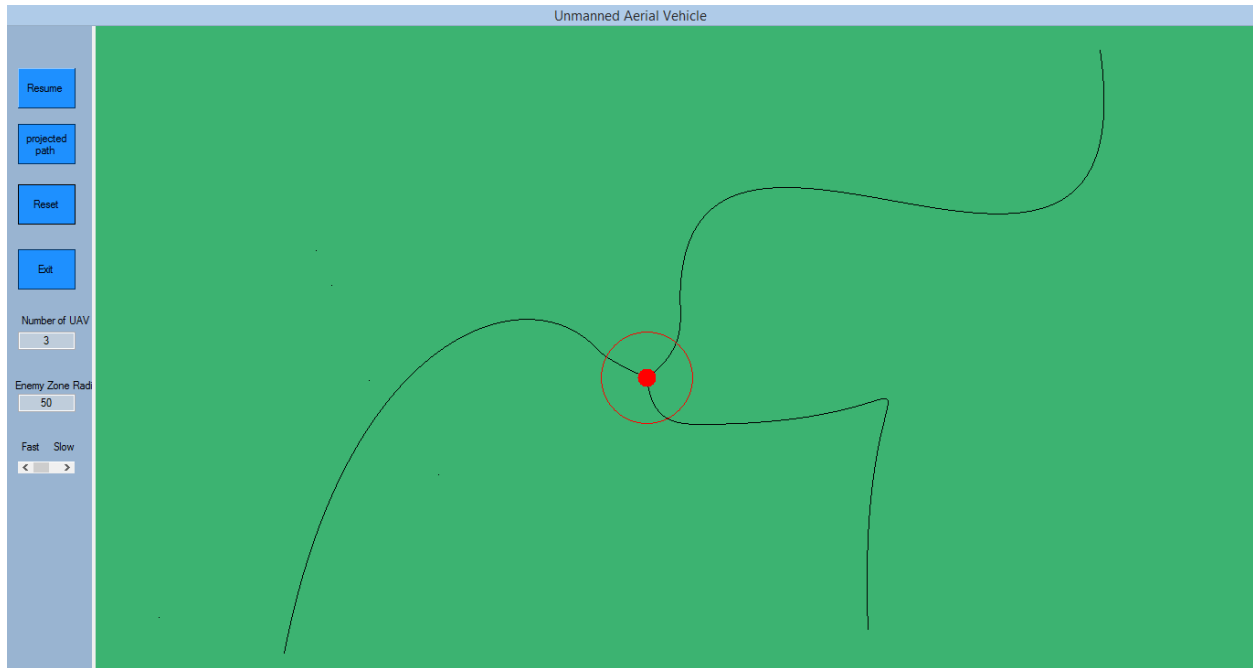 Unmanned Aerial Vehicle
Resume
projected
path
Reset
Exit
Number of UAV
3
Enemy Zone Radi
50
Fast Slow